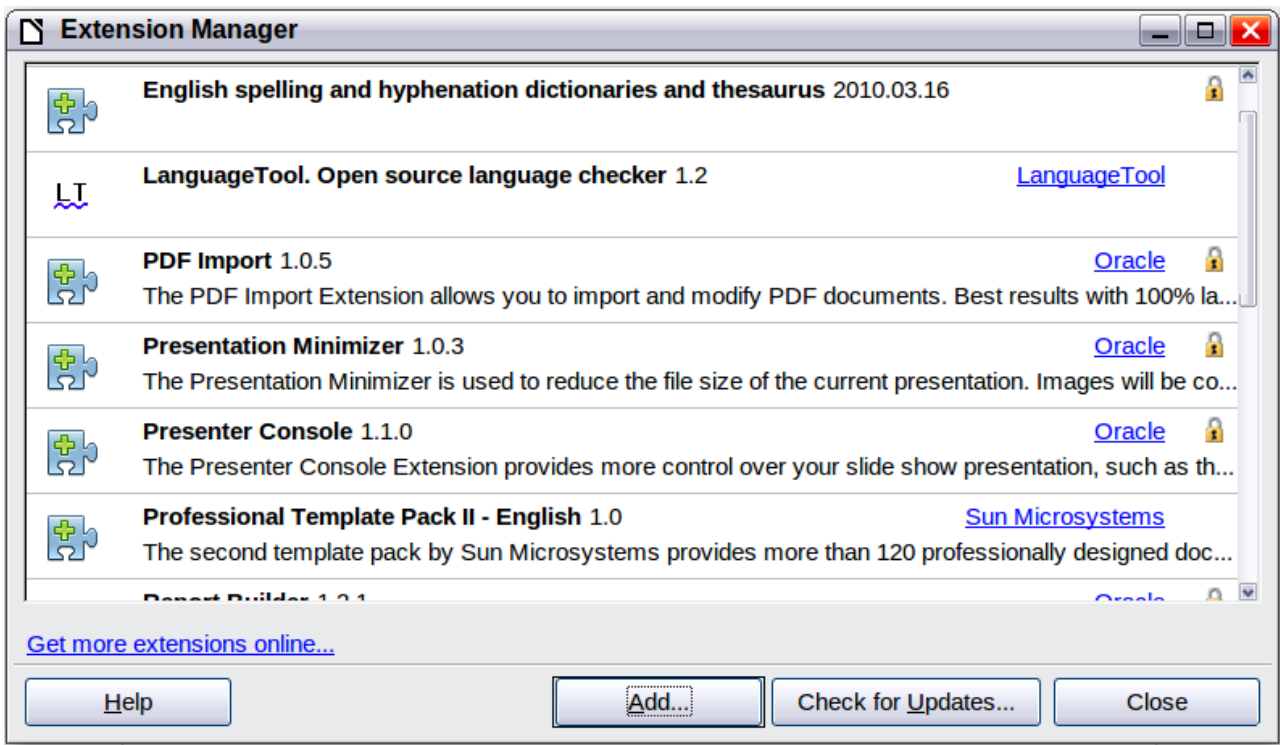 Extension Manager
English spelling and hyphenation dictionaries and thesaurus 2010.03.16
LT
LanguageTool. Open source language checker 1.2 LanguageTool
PDF Import 1.0.5 Oracle
The PDF Import Extension allows you to import and modify PDF documents. Best results with 100% la...
Presentation Minimizer 1.0.3 Oracle
The Presentation Minimizer is used to reduce the file size of the current presentation. Images will be co...
Presenter Console 1.1.0 Oracle
The Presenter Console Extension provides more control over your slide show presentation, such as th...
Professional Template Pack II - English 1.0 Sun Microsystems
The second template pack by Sun Microsystems provides more than 120 professionally designed doc...
Report Builder 1.2.1 Oracle
Get more extensions online...
Help Add... Check for Updates... Close